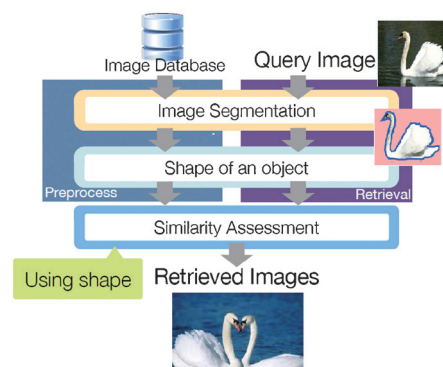 Image Database
Query Image
Image Segmentation
Shape of an object
Preprocess
Retrieval
Similarity Assessment
Using shape
Retrieved Images